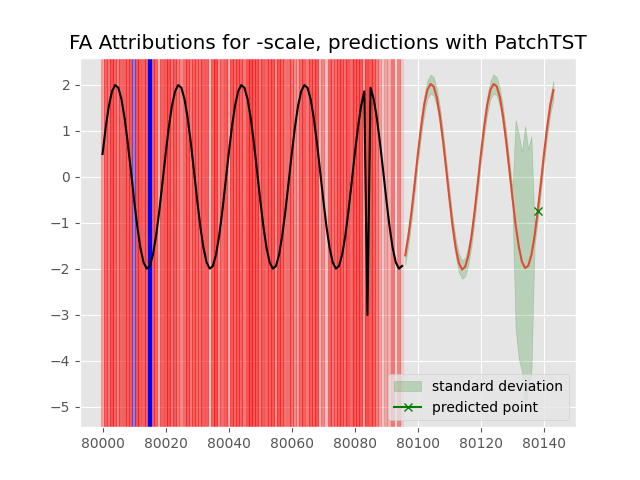 FA Attributions for -scale, predictions with PatchTST
2
1
0
−1
−2
−3
−4
−5
standard deviation
predicted point
80000 80020 80040 80060 80080 80100 80120 80140